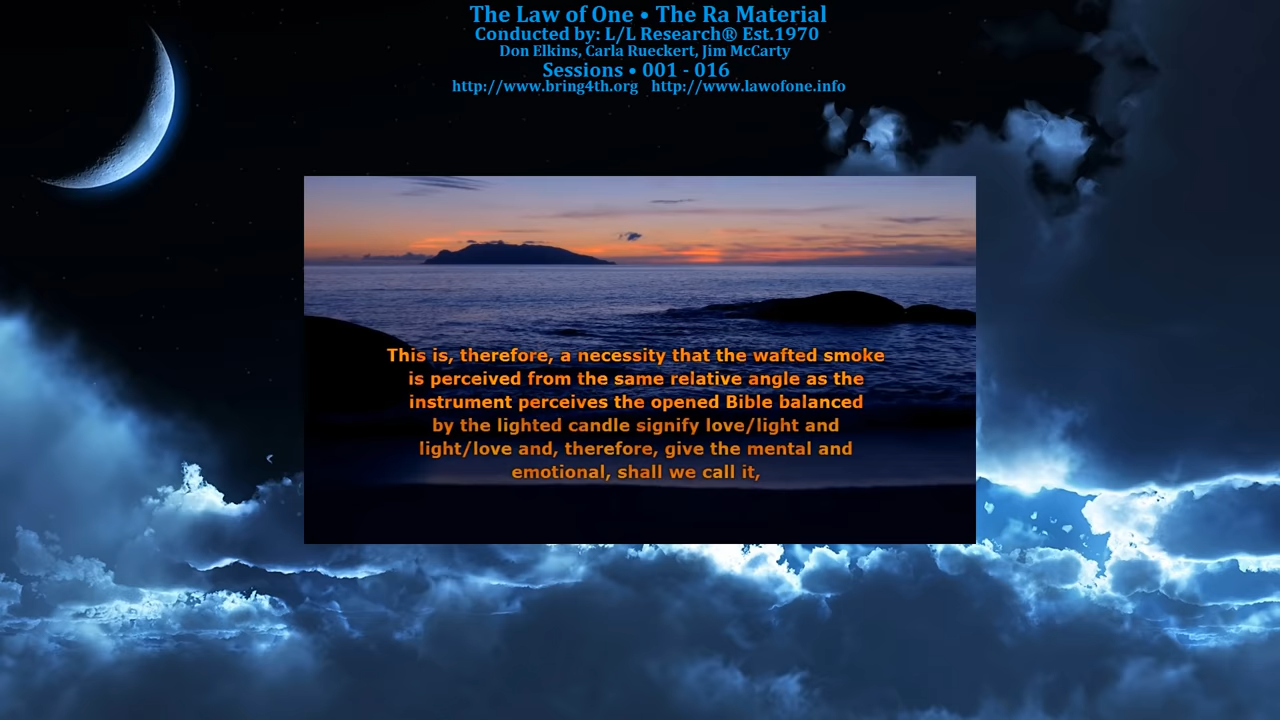 The Law of One • The Ra Material
Conducted by: L/L Research® Est.1970
Don Elkins, Carla Rueckert, Jim McCarty
Sessions • 001 - 016
http://www.bring4th.org http://www.lawofone.info
This is, therefore, a necessity that the wafted smoke
is perceived from the same relative angle as the
instrument perceives the opened Bible balanced
by the lighted candle signify love/light and
light/love and, therefore, give the mental and
emotional, shall we call it,